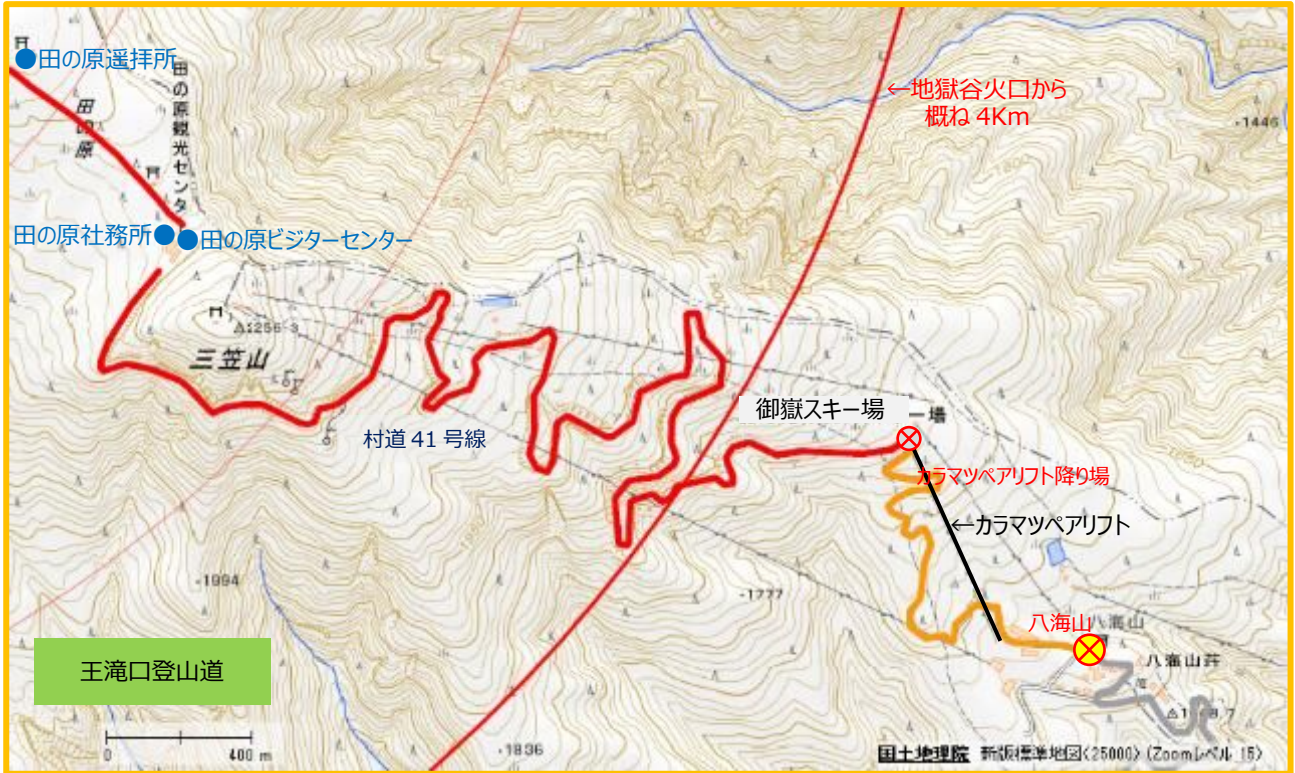 田の原遥拝所
田の原
田の原観光センタ
←地獄谷火口から
概ね 4Km
・1446
田の原社務所
田の原ビジターセンター
三笠山
村道 41 号線
御嶽スキー場
ー場
カラマツペアリフト降り場
←カラマツペアリフト
・1994
・1777
八海山
八海山
八海山荘
王滝口登山道
0
400 m
・1836
国土地理院 新版標準地図(25000) (Zoomレベル 15)